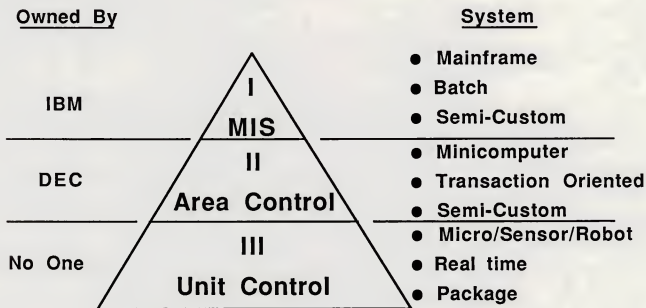 Owned By
System
IBM
I
MIS
● Mainframe
● Batch
● Semi-Custom
DEC
II
Area Control
● Minicomputer
● Transaction Oriented
● Semi-Custom
No One
III
Unit Control
● Micro/Sensor/Robot
● Real time
● Package